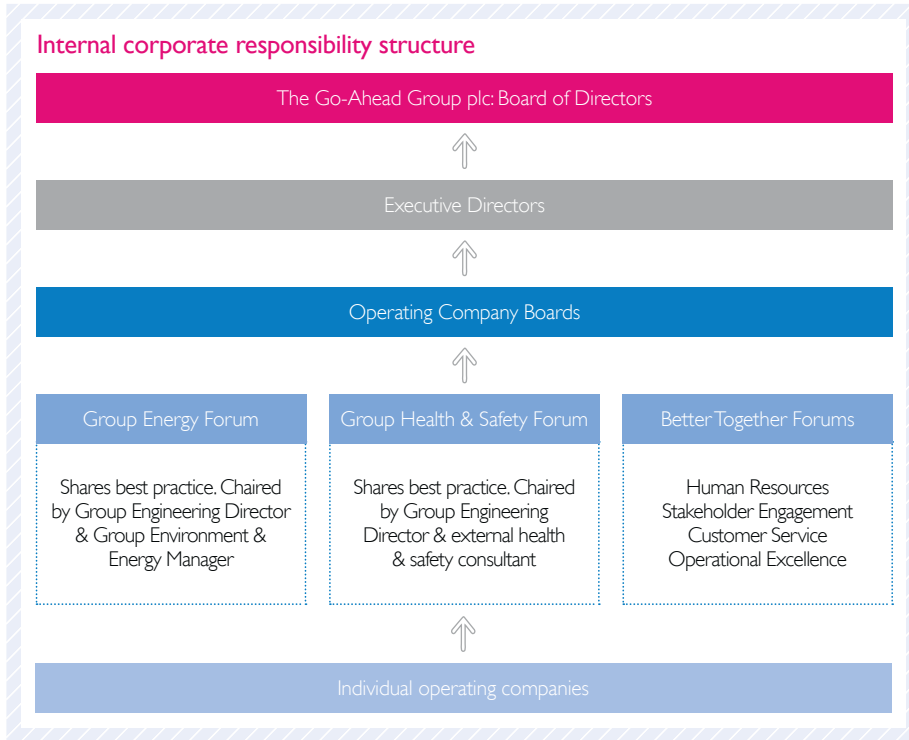 Internal corporate responsibility structure
The Go-Ahead Group plc: Board of Directors
Executive Directors
Operating Company Boards
Group Energy Forum
Shares best practice. Chaired
by Group Engineering Director
& Group Environment &
Energy Manager
Group Health & Safety Forum
Shares best practice. Chaired
by Group Engineering
Director & external health
& safety consultant
Better Together Forums
Human Resources
Stakeholder Engagement
Customer Service
Operational Excellence
Individual operating companies